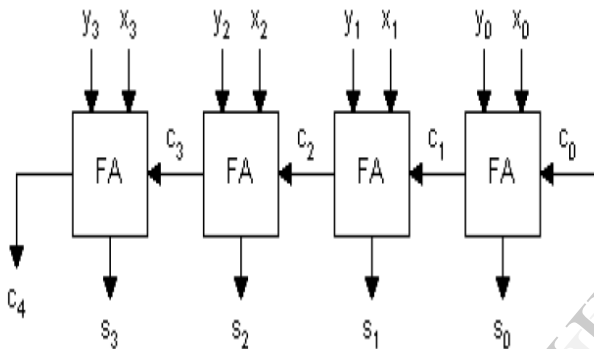 y₃ x₃ y₂ x₂ y₁ x₁ y₀ x₀
c₃ c₂ c₁ c₀
FA FA FA FA
c₄
s₃ s₂ s₁ s₀